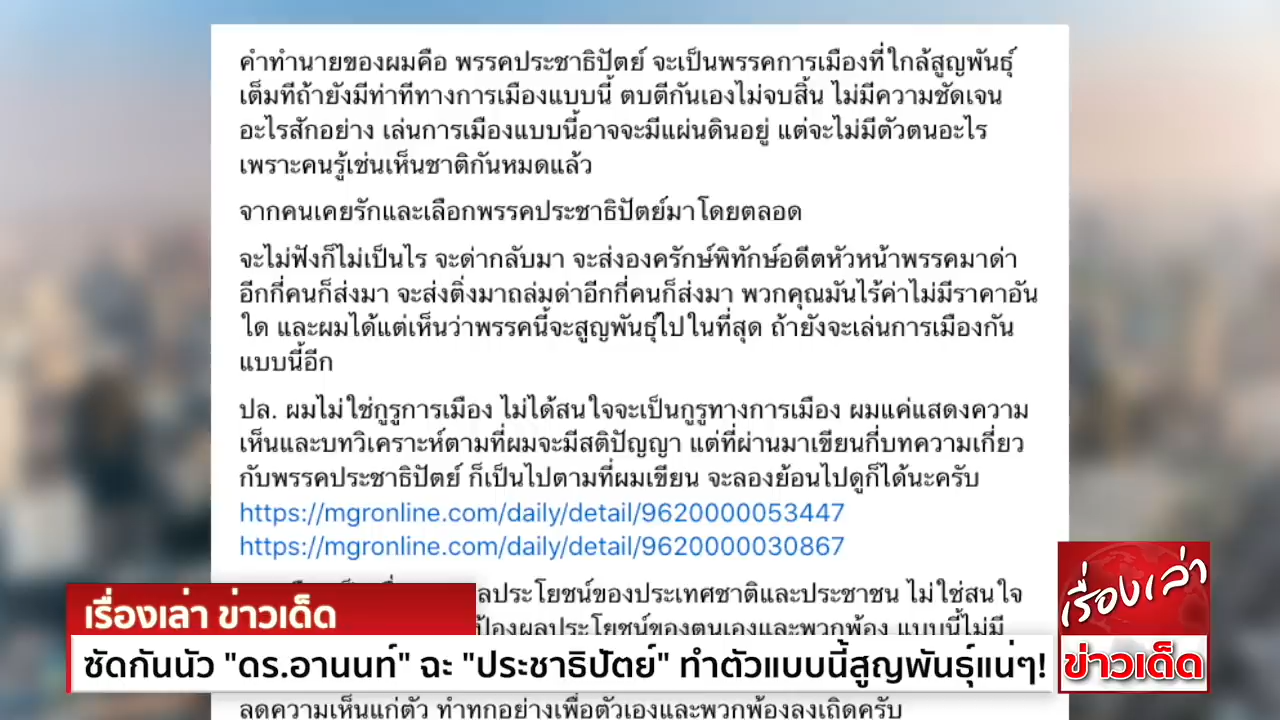 คำทำนายของผมคือ พรรคประชาธิปัตย์ จะเป็นพรรคการเมืองที่ใกล้สูญพันธุ์
เต็มทีถ้ายังมีท่าทีทางการเมืองแบบนี้ ตบตีกันเองไม่จบสิ้น ไม่มีความชัดเจน
อะไรสักอย่าง เล่นการเมืองแบบนี้อาจจะมีแผ่นดินอยู่ แต่จะไม่มีตัวตนอะไร
เพราะคนรู้เช่นเห็นชาติกันหมดแล้ว
จากคนเคยรักและเลือกพรรคประชาธิปัตย์มาโดยตลอด
จะไม่ฟังก็ไม่เป็นไร จะด่ากลับมา จะส่งองครักษ์พิทักษ์อดีตหัวหน้าพรรคมาด่า
อีกกี่คนก็ส่งมา จะส่งติ่งมาถล่มด่าอีกกี่คนก็ส่งมา พวกคุณมันไร้ค่าไม่มีราคาอัน
ใด และผมได้แต่เห็นว่าพรรคนี้จะสูญพันธุ์ไปในที่สุด ถ้ายังจะเล่นการเมืองกัน
แบบนี้อีก
ปล. ผมไม่ใช่กูรูการเมือง ไม่ได้สนใจจะเป็นกูรูทางการเมือง ผมแค่แสดงความ
เห็นและบทวิเคราะห์ตามที่ผมจะมีสติปัญญา แต่ที่ผ่านมาเขียนกี่บทความเกี่ยว
กับพรรคประชาธิปัตย์ ก็เป็นไปตามที่ผมเขียน จะลองย้อนไปดูก็ได้นะครับ
https://mgronline.com/daily/detail/9620000053447
https://mgronline.com/daily/detail/9620000030867
ลประโยชน์ของประเทศชาติและประชาชน ไม่ใช่สนใจ
ป้องผลประโยชน์ของตนเองและพวกพ้อง แบบนี้ไม่มี
เรื่องเล่า ข่าวเด็ด
ซัดกันนัว "ดร.อานนท์" ฉะ "ประชาธิปัตย์" ทำตัวแบบนี้สูญพันธุ์แน่ๆ!
เรื่องเล่า
ข่าวเด็ด
ลดความเห็นแก่ตัว ทำทุกอย่างเพื่อตัวเองและพวกพ้องลงเถิดครับ